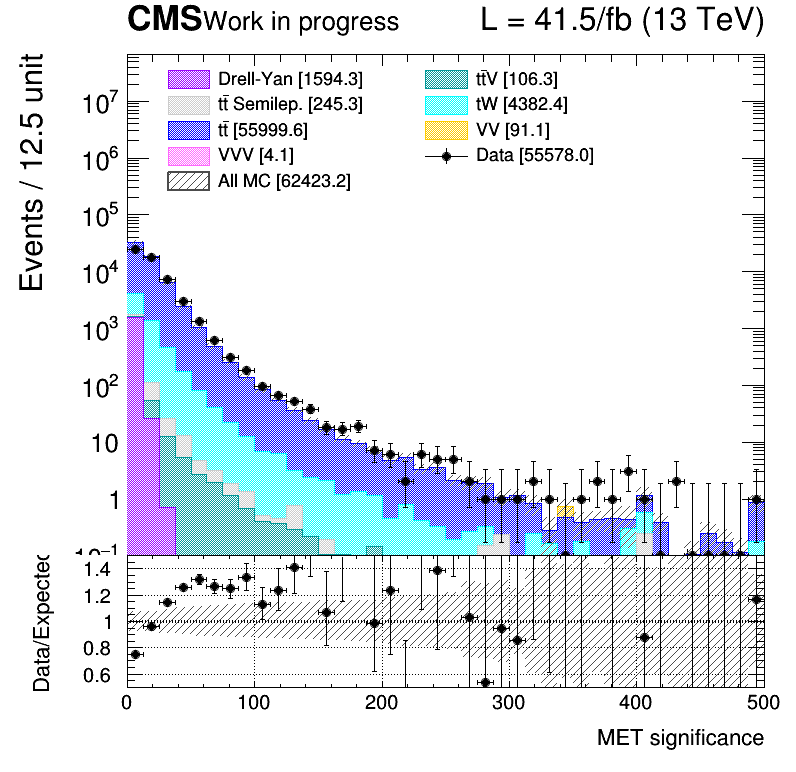 CMS Work in progress L = 41.5/fb (13 TeV)
Drell-Yan [1594.3] tt̄V [106.3]
tt̄ Semilep. [245.3] tW [4382.4]
tt̄ [55999.6] VV [91.1]
VVV [4.1] Data [55578.0]
All MC [62423.2]
Events / 12.5 unit
10⁷
10⁶
10⁵
10⁴
10³
10²
10
1
10⁻¹
Data/Expected
1.4
1.2
1
0.8
0.6
0 100 200 300 400 500
MET significance